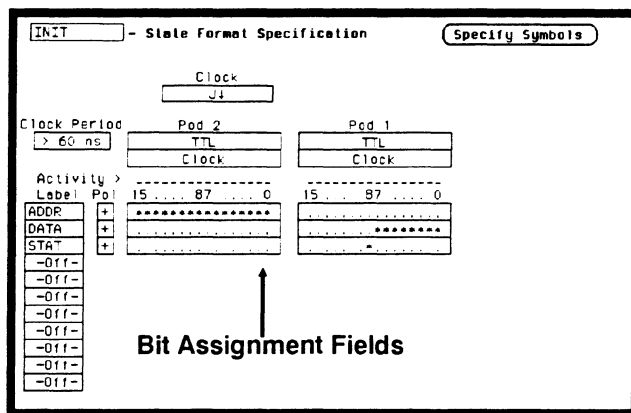 INIT - State Format Specification Specify Symbols
Clock
J↓
Clock Period Pod 2 Pod 1
> 60 ns TTL TTL
Clock Clock
Activity > ---------------- ----------------
Label Pol 15 .... 87 .... 0 15 .... 87 .... 0
ADDR + **************** ................
DATA + ................ ........********
STAT + ................ .......*........
-Off-
-Off-
-Off-
-Off-
-Off-
-Off-
-Off-
-Off-
Bit Assignment Fields